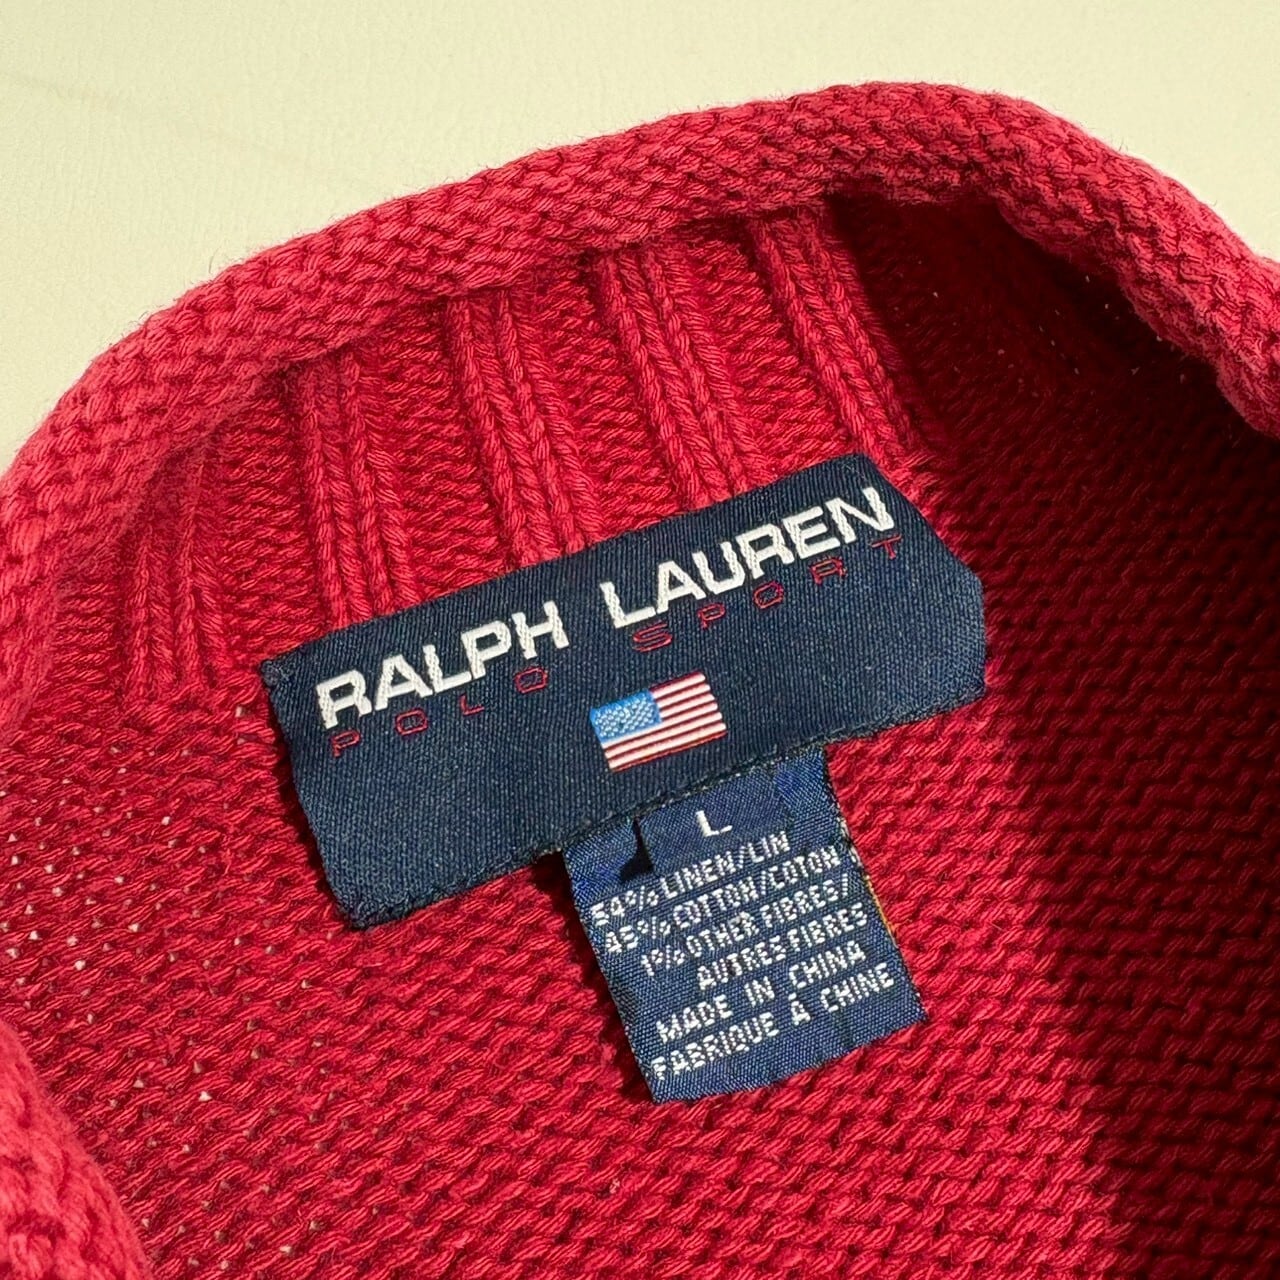 RALPH LAUREN
POLO SPORT
L
54% LINEN/LIN
45% COTTON/COTON
1% OTHER FIBRES/
AUTRES FIBRES
MADE IN CHINA
FABRIQUE À CHINE